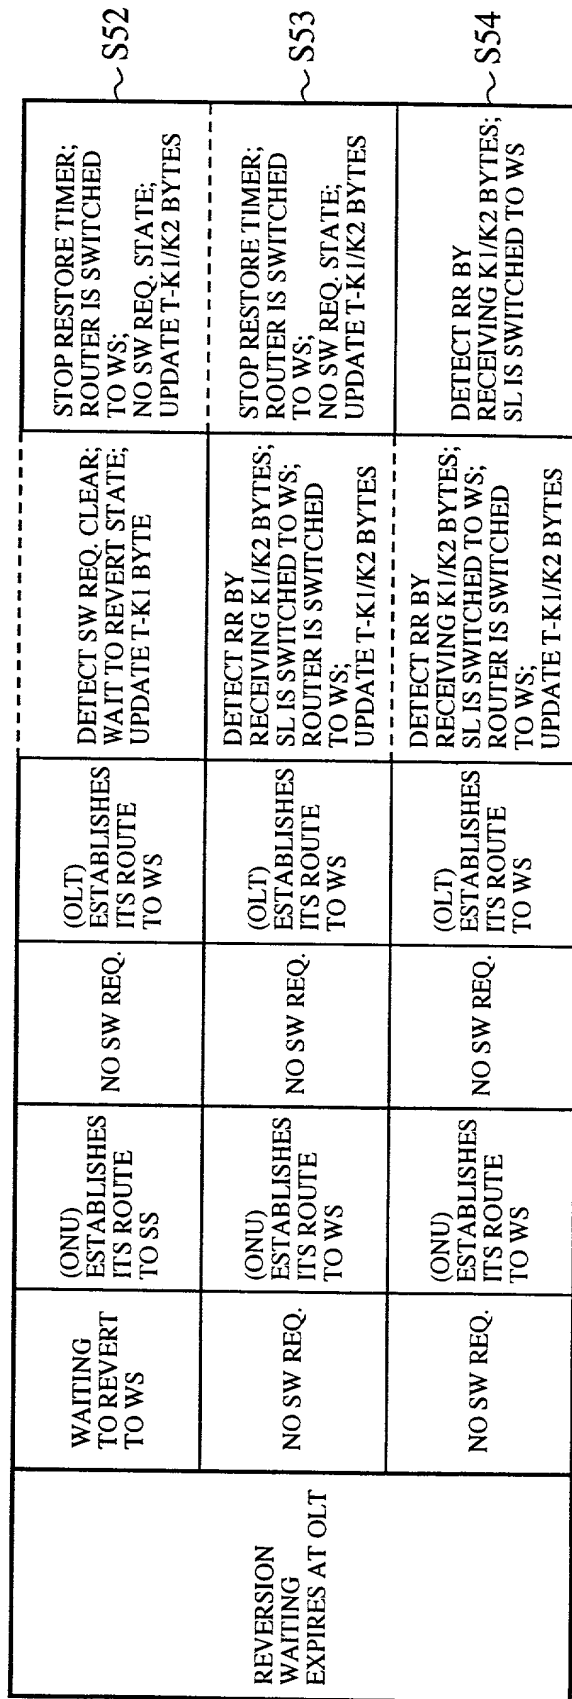 REVERSION
WAITING
EXPIRES AT OLT
WAITING
TO REVERT
TO WS
(ONU)
ESTABLISHES
ITS ROUTE
TO SS
NO SW REQ.
(OLT)
ESTABLISHES
ITS ROUTE
TO WS
DETECT SW REQ. CLEAR;
WAIT TO REVERT STATE;
UPDATE T-K1 BYTE
STOP RESTORE TIMER;
ROUTER IS SWITCHED
TO WS;
NO SW REQ. STATE;
UPDATE T-K1/K2 BYTES
S52
NO SW REQ.
(ONU)
ESTABLISHES
ITS ROUTE
TO WS
NO SW REQ.
(OLT)
ESTABLISHES
ITS ROUTE
TO WS
DETECT RR BY
RECEIVING K1/K2 BYTES;
SL IS SWITCHED TO WS;
ROUTER IS SWITCHED
TO WS;
UPDATE T-K1/K2 BYTES
STOP RESTORE TIMER;
ROUTER IS SWITCHED
TO WS;
NO SW REQ. STATE;
UPDATE T-K1/K2 BYTES
S53
NO SW REQ.
(ONU)
ESTABLISHES
ITS ROUTE
TO WS
NO SW REQ.
(OLT)
ESTABLISHES
ITS ROUTE
TO WS
DETECT RR BY
RECEIVING K1/K2 BYTES;
SL IS SWITCHED TO WS;
ROUTER IS SWITCHED
TO WS;
UPDATE T-K1/K2 BYTES
DETECT RR BY
RECEIVING K1/K2 BYTES;
SL IS SWITCHED TO WS
S54